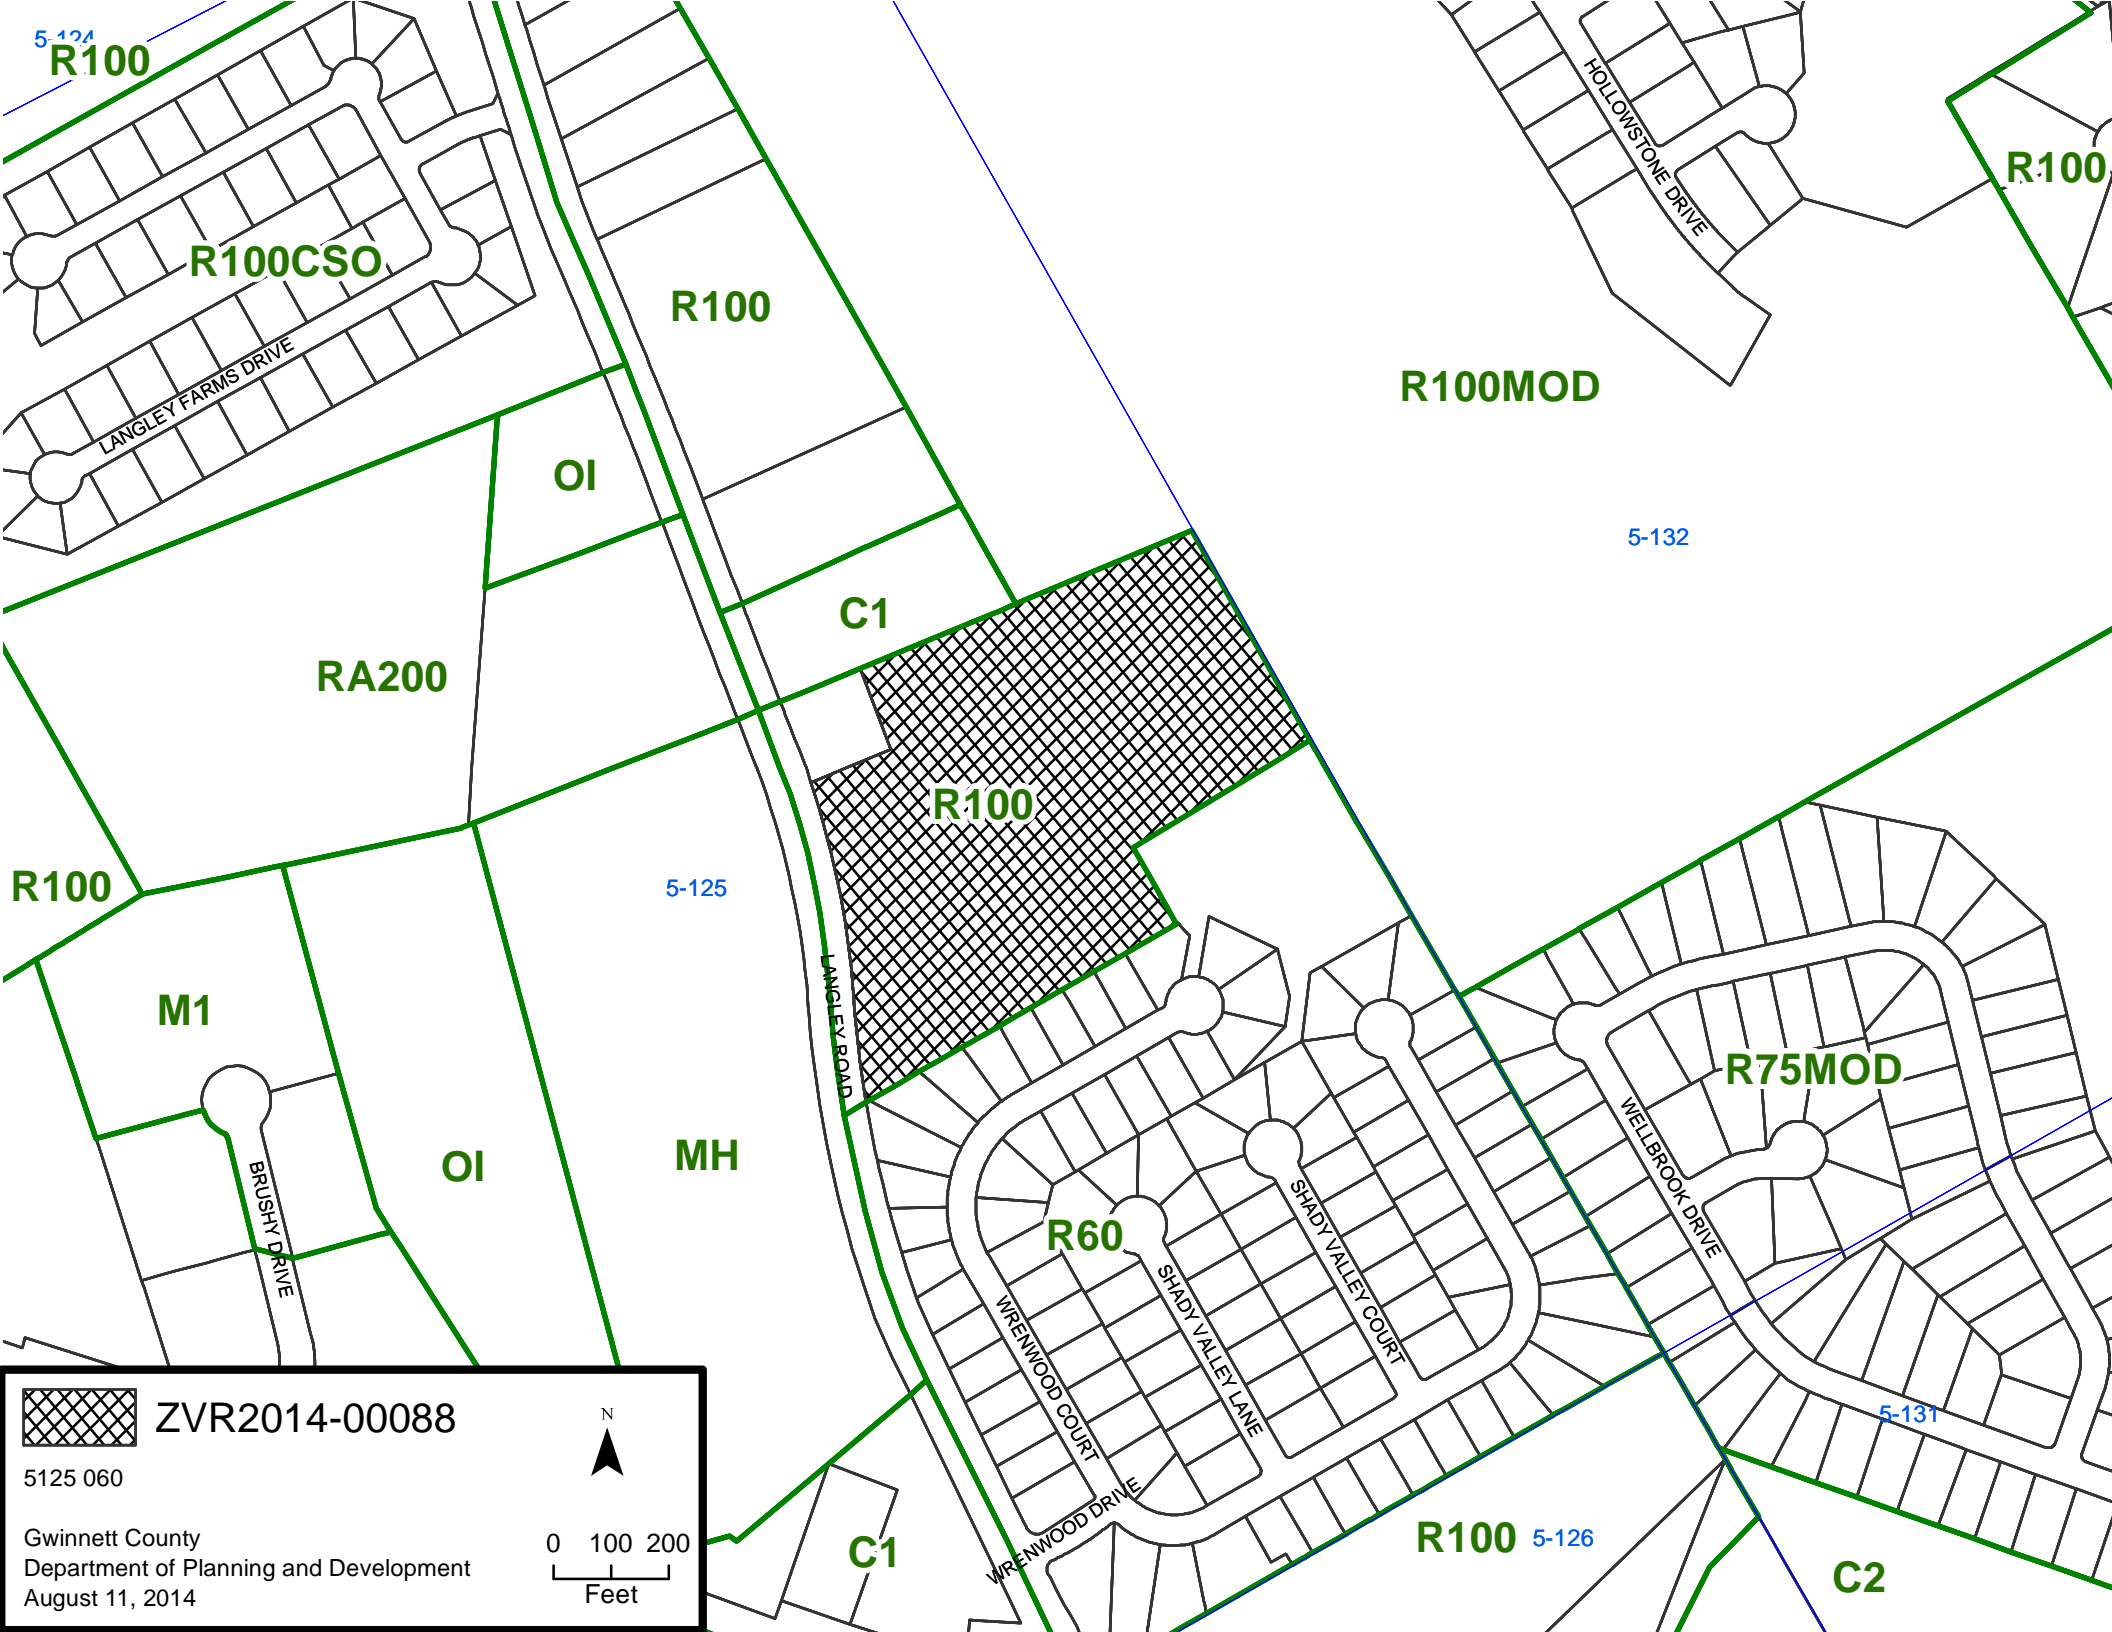 5-124
R100
HOLLOWSTONE DRIVE
R100
R100CSO
R100
LANGLEY FARMS DRIVE
R100MOD
OI
5-132
C1
RA200
R100
R100
5-125
M1
LANGLEY ROAD
R75MOD
OI
MH
BRUSHY DRIVE
R60
SHADY VALLEY COURT
WELLBROOK DRIVE
SHADY VALLEY LANE
WRENWOOD COURT
WRENWOOD DRIVE
5-131
R100
5-126
C1
C2
ZVR2014-00088
N
5125 060
Gwinnett County
Department of Planning and Development
August 11, 2014
0 100 200
Feet